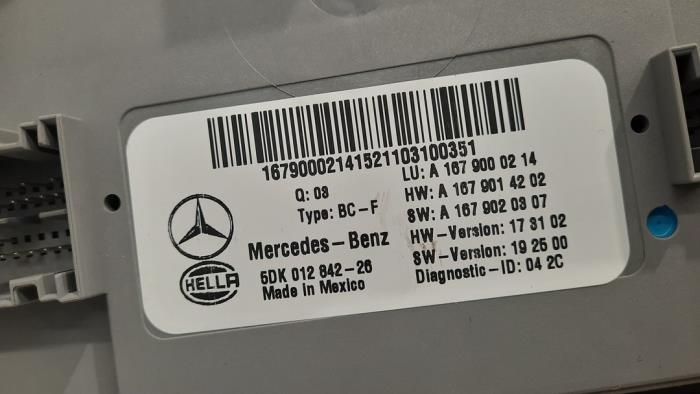 16790002141521103100351
Q: 03
Type: BC-F
Mercedes-Benz
HELLA
5DK 012 842-26
Made in Mexico
LU: A 167 900 02 14
HW: A 167 901 42 02
SW: A 167 902 03 07
HW-Version: 17 31 02
SW-Version: 19 25 00
Diagnostic-ID: 04 2C